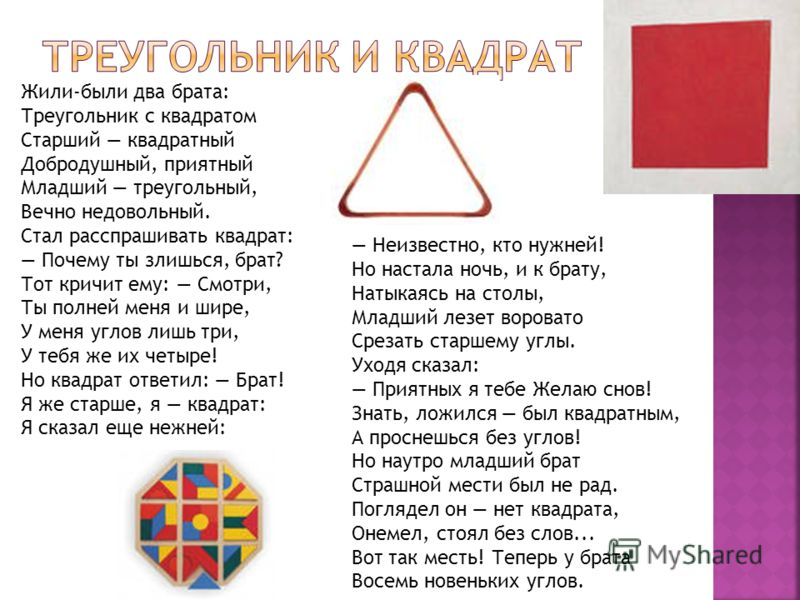 ТРЕУГОЛЬНИК И КВАДРАТ
Жили-были два брата:
Треугольник с квадратом
Старший — квадратный
Добродушный, приятный
Младший — треугольный,
Вечно недовольный.
Стал расспрашивать квадрат:
— Почему ты злишься, брат?
Тот кричит ему: — Смотри,
Ты полней меня и шире,
У меня углов лишь три,
У тебя же их четыре!
Но квадрат ответил: — Брат!
Я же старше, я — квадрат:
Я сказал еще нежней:
— Неизвестно, кто нужней!
Но настала ночь, и к брату,
Натыкаясь на столы,
Младший лезет воровато
Срезать старшему углы.
Уходя сказал:
— Приятных я тебе Желаю снов!
Знать, ложился — был квадратным,
А проснешься без углов!
Но наутро младший брат
Страшной мести был не рад.
Поглядел он — нет квадрата,
Онемел, стоял без слов...
Вот так месть! Теперь у брата
Восемь новеньких углов.
MyShared